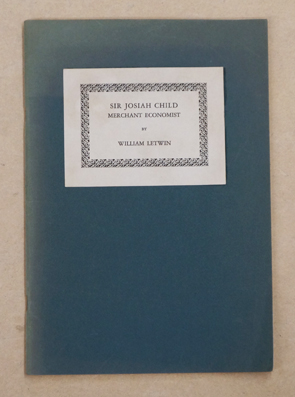 SIR JOSIAH CHILD
MERCHANT ECONOMIST
BY
WILLIAM LETWIN